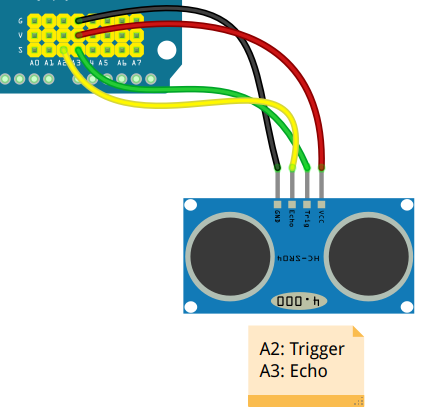 G
V
S
A0 A1 A2 A3 A4 A5 A6 A7
GND Echo Trig VCC
HC-SR04
4.000
A2: Trigger
A3: Echo